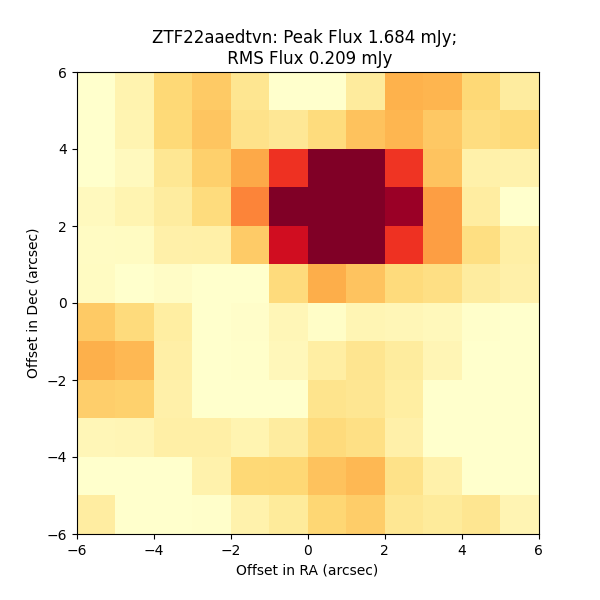 ZTF22aaedtvn: Peak Flux 1.684 mJy;
RMS Flux 0.209 mJy
6
4
2
0
−2
−4
−6
Offset in Dec (arcsec)
−6 −4 −2 0 2 4 6
Offset in RA (arcsec)